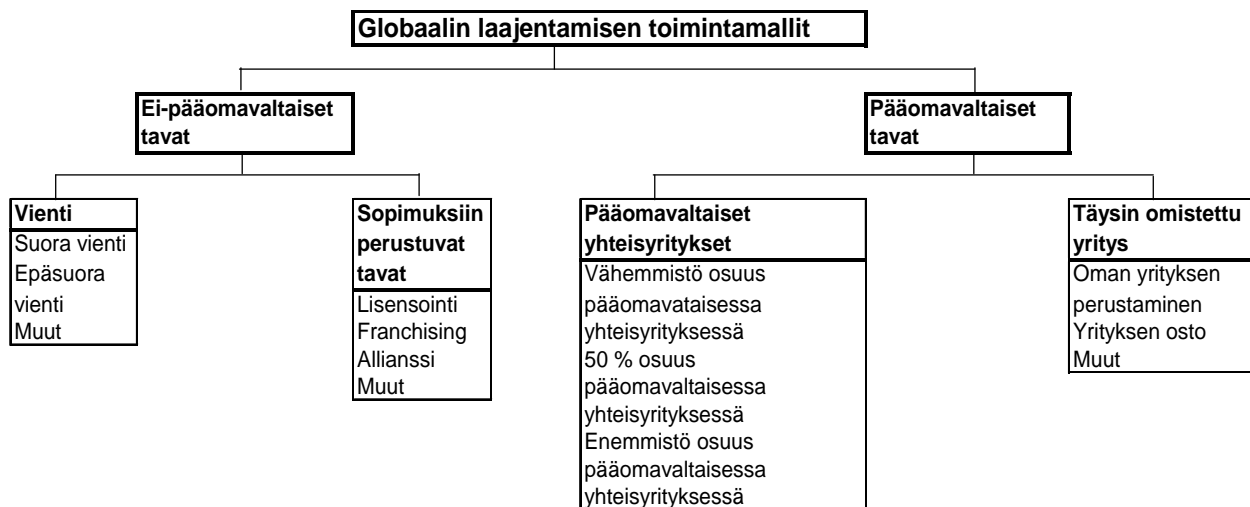 Globaalin laajentamisen toimintamallit
Ei-pääomavaltaiset
tavat
Pääomavaltaiset
tavat
Vienti
Suora vienti
Epäsuora
vienti
Muut
Sopimuksiin
perustuvat
tavat
Lisensointi
Franchising
Allianssi
Muut
Pääomavaltaiset
yhteisyritykset
Vähemmistö osuus
pääomavataisessa
yhteisyrityksessä
50 % osuus
pääomavaltaisessa
yhteisyrityksessä
Enemmistö osuus
pääomavaltaisessa
yhteisyrityksessä
Täysin omistettu
yritys
Oman yrityksen
perustaminen
Yrityksen osto
Muut